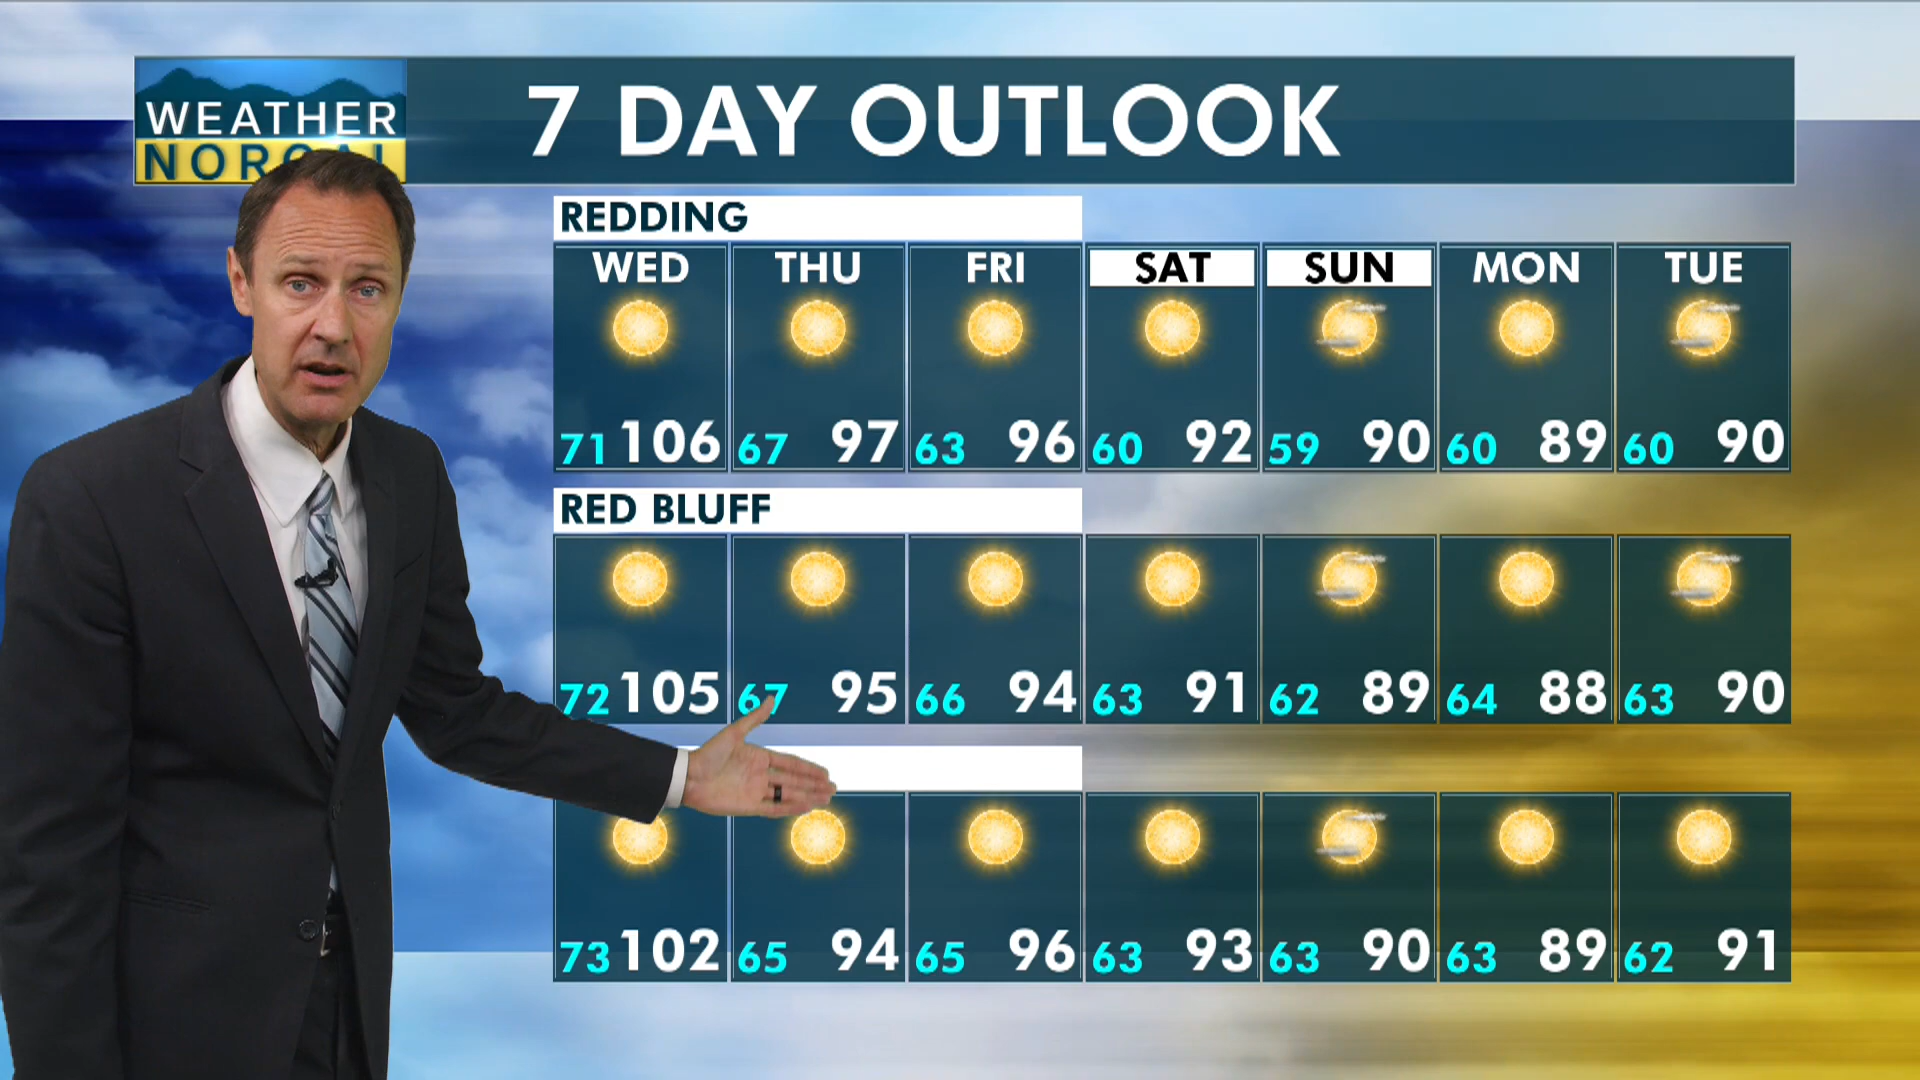 WEATHER
7 DAY OUTLOOK
REDDING
WED THU FRI SAT SUN MON TUE
71 106 67 97 63 96 60 92 59 90 60 89 60 90
RED BLUFF
72 105 67 95 66 94 63 91 62 89 64 88 63 90
73 102 65 94 65 96 63 93 63 90 63 89 62 91